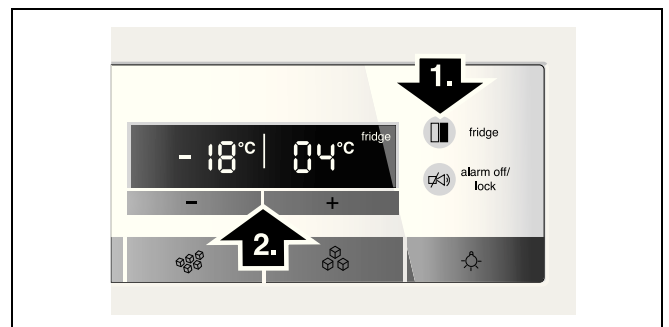 1.
fridge
-18°C 04°C
fridge
alarm off/
lock
- +
2.